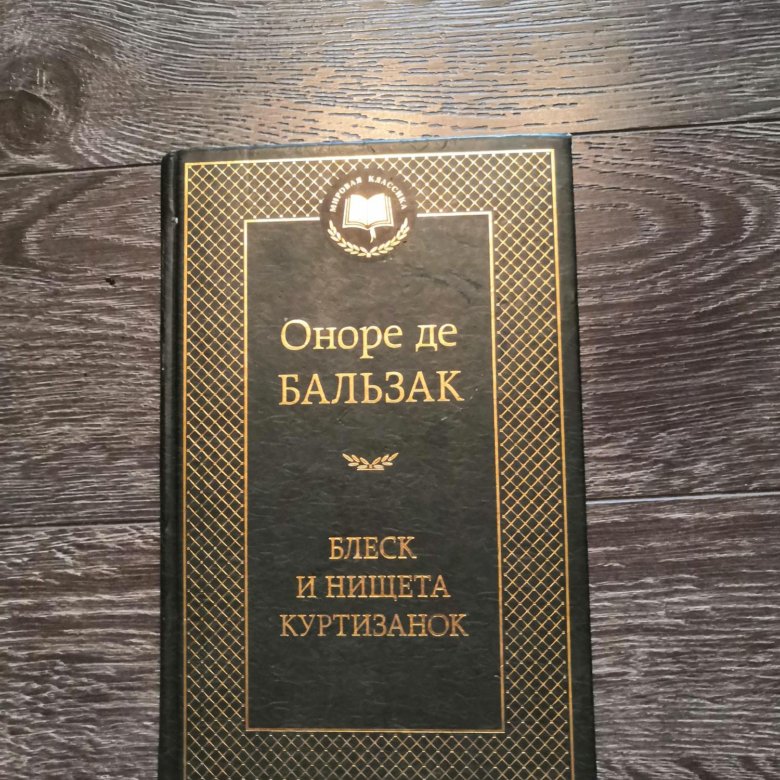 МИРОВАЯ КЛАССИКА
Оноре де
БАЛЬЗАК
БЛЕСК
И НИЩЕТА
КУРТИЗАНОК